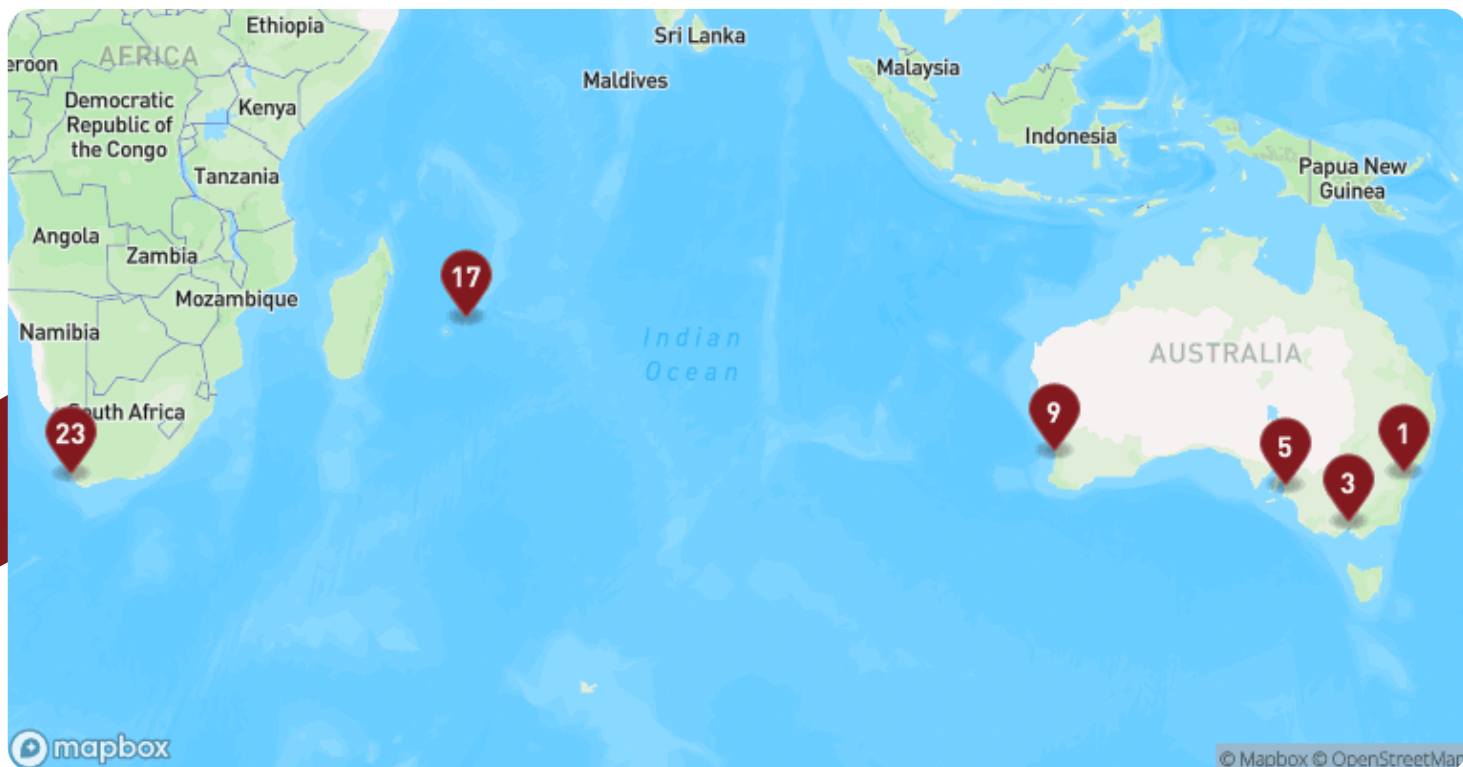 Ethiopia
Sri Lanka
AFRICA
eroon
Malaysia
Maldives
Democratic
Republic of
the Congo
Kenya
Indonesia
Tanzania
Papua New
Guinea
Angola
Zambia
17
Mozambique
Namibia
Indian
Ocean
AUSTRALIA
South Africa
23
9
5
1
3
mapbox
© Mapbox © OpenStreetMap